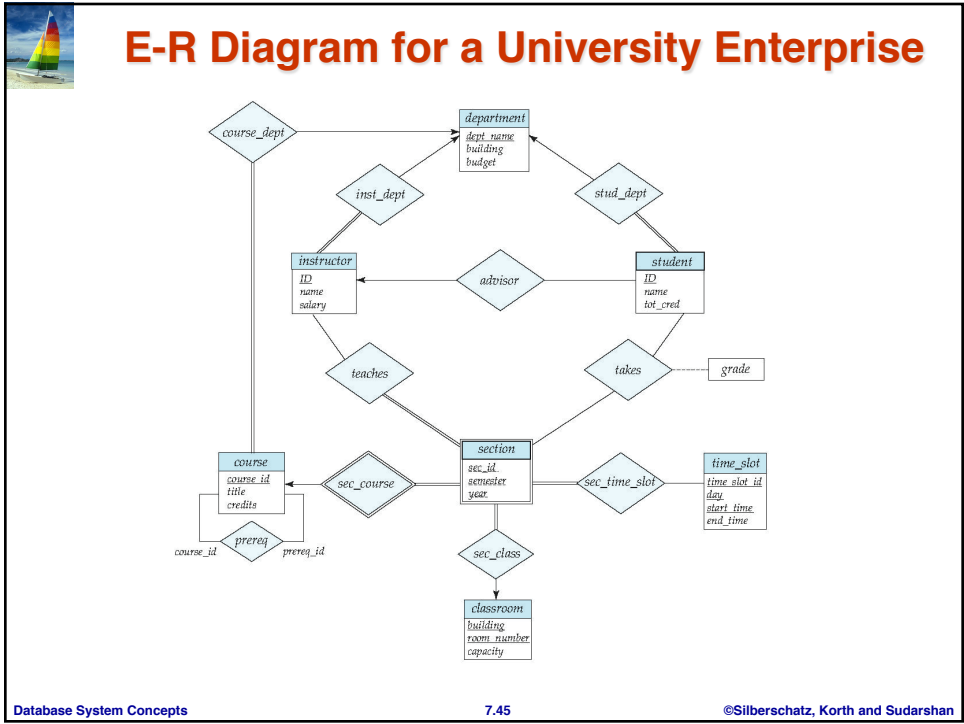 E-R Diagram for a University Enterprise
course_dept
department
dept_name
building
budget
inst_dept
stud_dept
instructor
ID
name
salary
advisor
student
ID
name
tot_cred
teaches
takes
grade
course
course_id
title
credits
sec_course
section
sec_id
semester
year
sec_time_slot
time_slot
time_slot_id
day
start_time
end_time
prereq
course_id
prereq_id
sec_class
classroom
building
room_number
capacity
Database System Concepts
7.45
©Silberschatz, Korth and Sudarshan